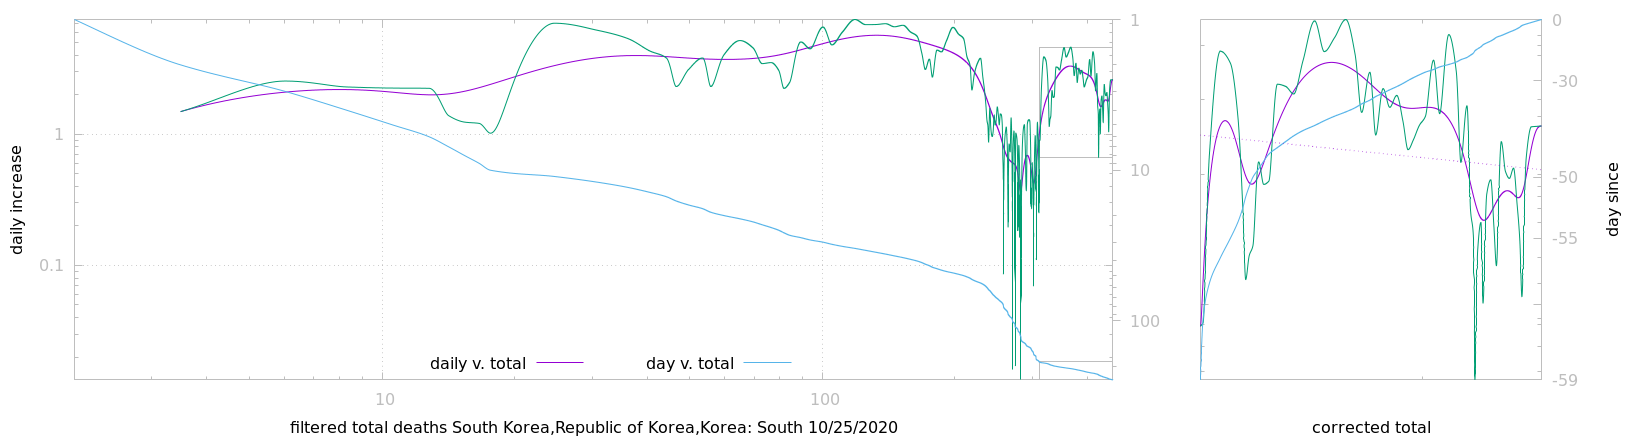 daily increase
1
0.1
10
100
1
10
100
daily v. total
day v. total
filtered total deaths South Korea,Republic of Korea,Korea: South 10/25/2020
0
-30
-50
-55
-59
day since
corrected total